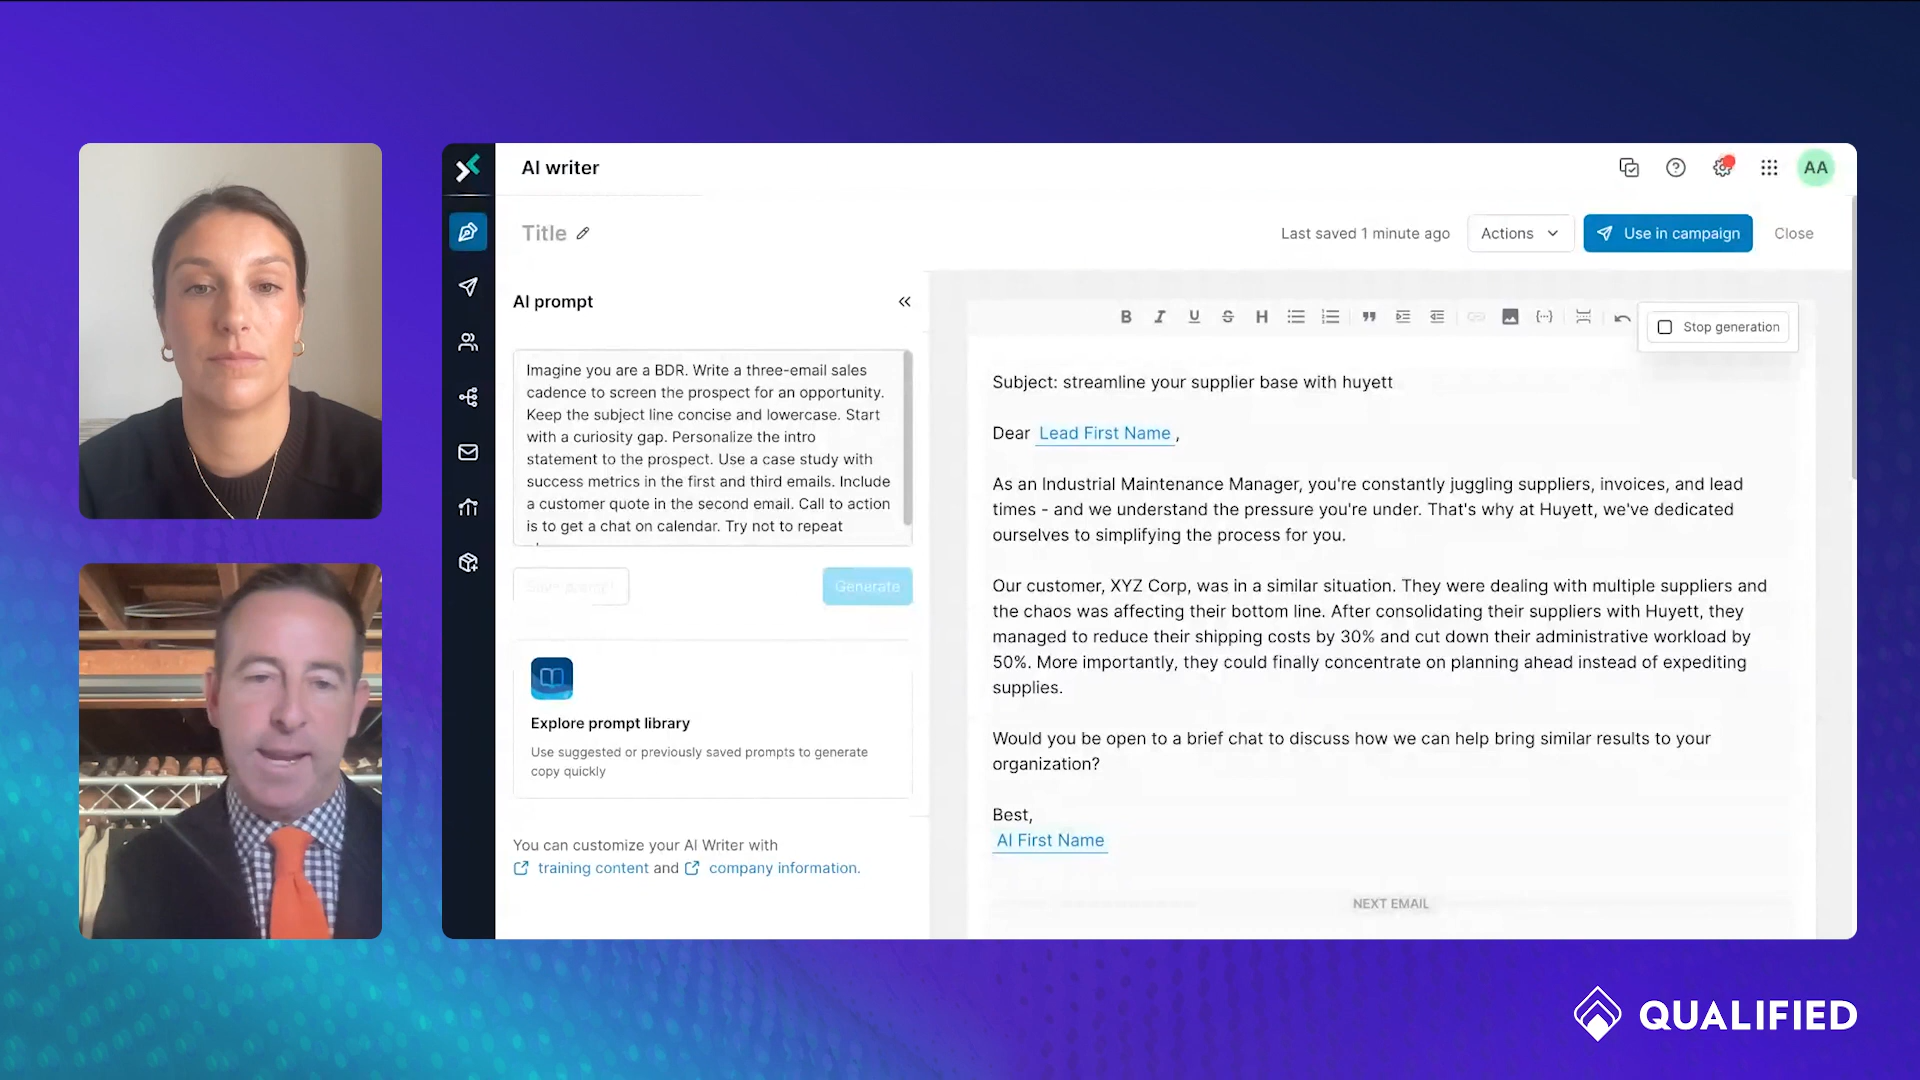 AI writer
AA
Title
Last saved 1 minute ago
Actions
Use in campaign
Close
AI prompt
Stop generation
Imagine you are a BDR. Write a three-email sales
cadence to screen the prospect for an opportunity.
Keep the subject line concise and lowercase. Start
with a curiosity gap. Personalize the intro
statement to the prospect. Use a case study with
success metrics in the first and third emails. Include
a customer quote in the second email. Call to action
is to get a chat on calendar. Try not to repeat
Save prompt
Generate
Explore prompt library
Use suggested or previously saved prompts to generate
copy quickly
You can customize your AI Writer with
training content and company information.
Subject: streamline your supplier base with huyett
Dear Lead First Name,
As an Industrial Maintenance Manager, you're constantly juggling suppliers, invoices, and lead
times - and we understand the pressure you're under. That's why at Huyett, we've dedicated
ourselves to simplifying the process for you.
Our customer, XYZ Corp, was in a similar situation. They were dealing with multiple suppliers and
the chaos was affecting their bottom line. After consolidating their suppliers with Huyett, they
managed to reduce their shipping costs by 30% and cut down their administrative workload by
50%. More importantly, they could finally concentrate on planning ahead instead of expediting
supplies.
Would you be open to a brief chat to discuss how we can help bring similar results to your
organization?
Best,
AI First Name
NEXT EMAIL
QUALIFIED